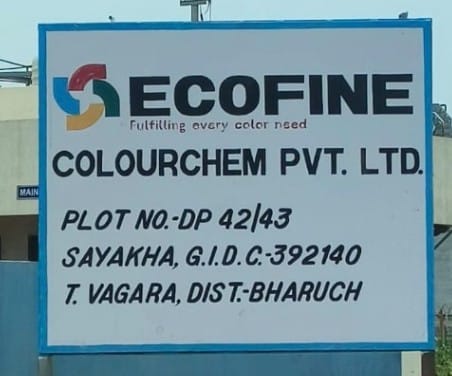 ECOFINE
Fulfilling every color need
COLOURCHEM PVT. LTD.
PLOT NO.-DP 42/43
SAYAKHA, G.I.D.C.-392140
T. VAGARA, DIST.-BHARUCH
MAIN